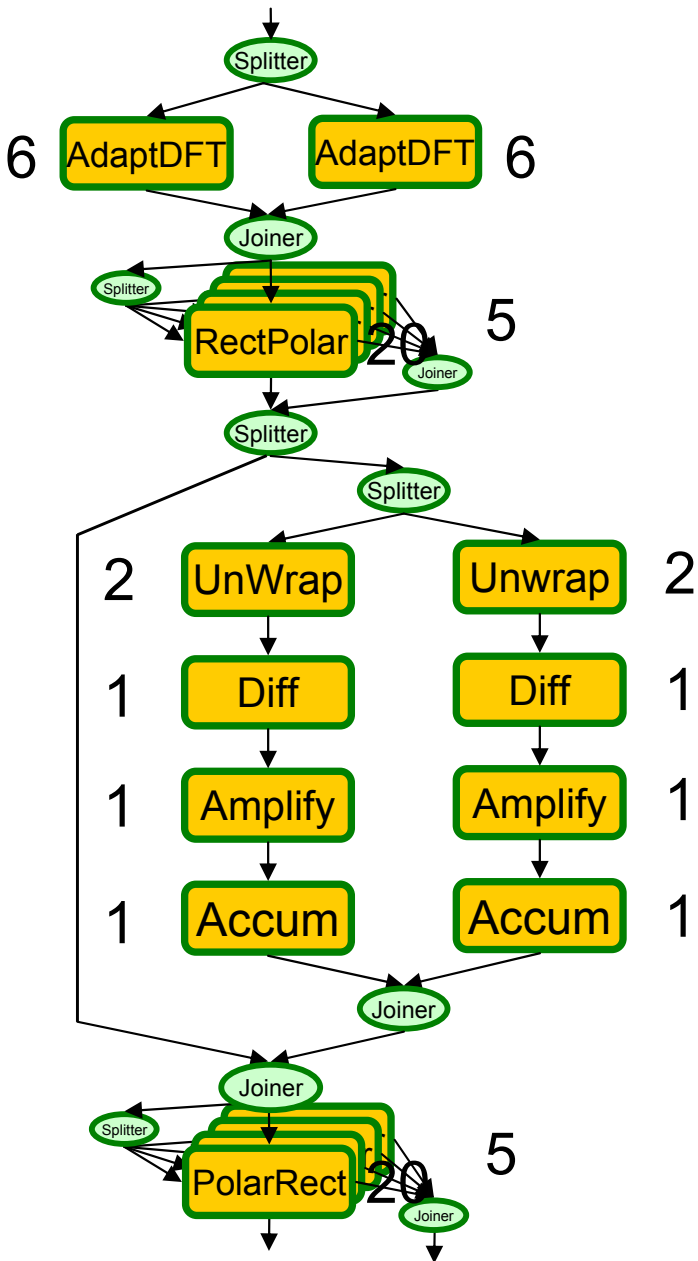 Splitter
6 AdaptDFT AdaptDFT 6
Joiner
Splitter
RectPolar 20 5
Joiner
Splitter
Splitter
2 UnWrap Unwrap 2
1 Diff Diff 1
1 Amplify Amplify 1
1 Accum Accum 1
Joiner
Joiner
Splitter
PolarRect 20 5
Joiner